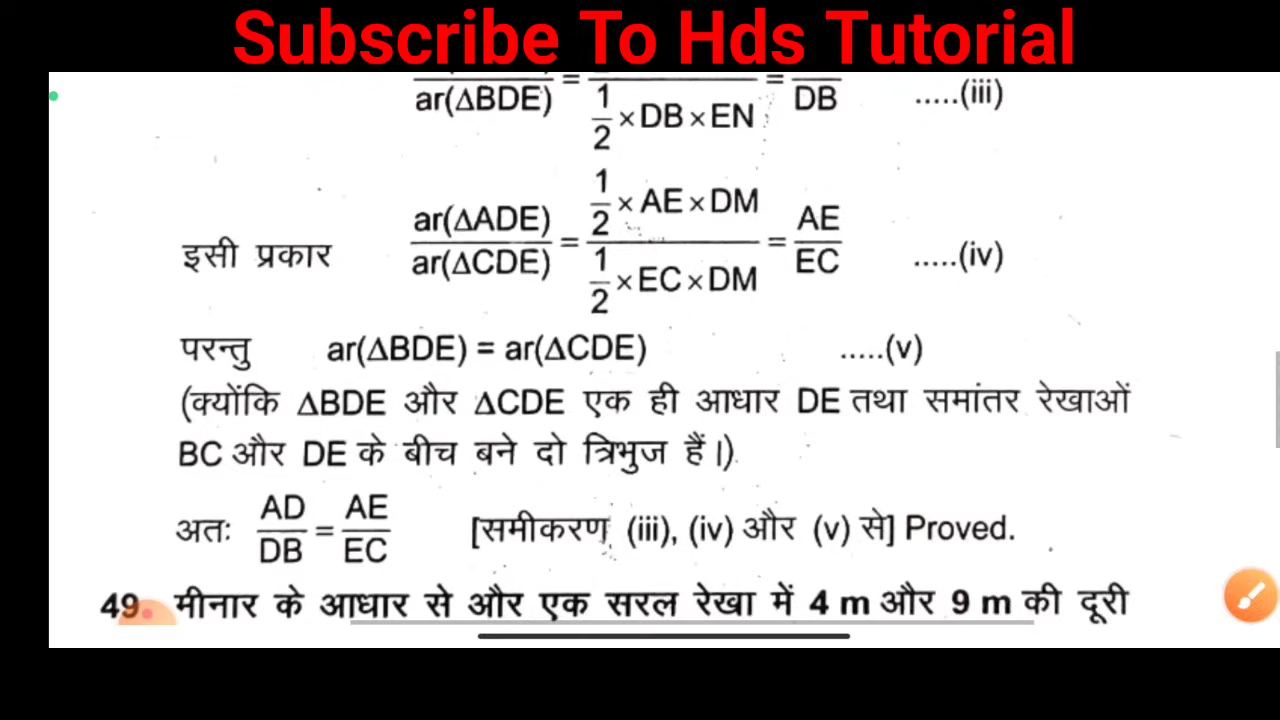 Subscribe To Hds Tutorial
ar(ΔBDE) = 1/2 × DB × EN = DB .....(iii)
इसी प्रकार ar(ΔADE)/ar(ΔCDE) = 1/2 × AE × DM / 1/2 × EC × DM = AE/EC .....(iv)
परन्तु ar(ΔBDE) = ar(ΔCDE) .....(v)
(क्योंकि ΔBDE और ΔCDE एक ही आधार DE तथा समांतर रेखाओं
BC और DE के बीच बने दो त्रिभुज हैं।)
अतः AD/DB = AE/EC [समीकरण (iii), (iv) और (v) से] Proved.
49. मीनार के आधार से और एक सरल रेखा में 4 m और 9 m की दूरी